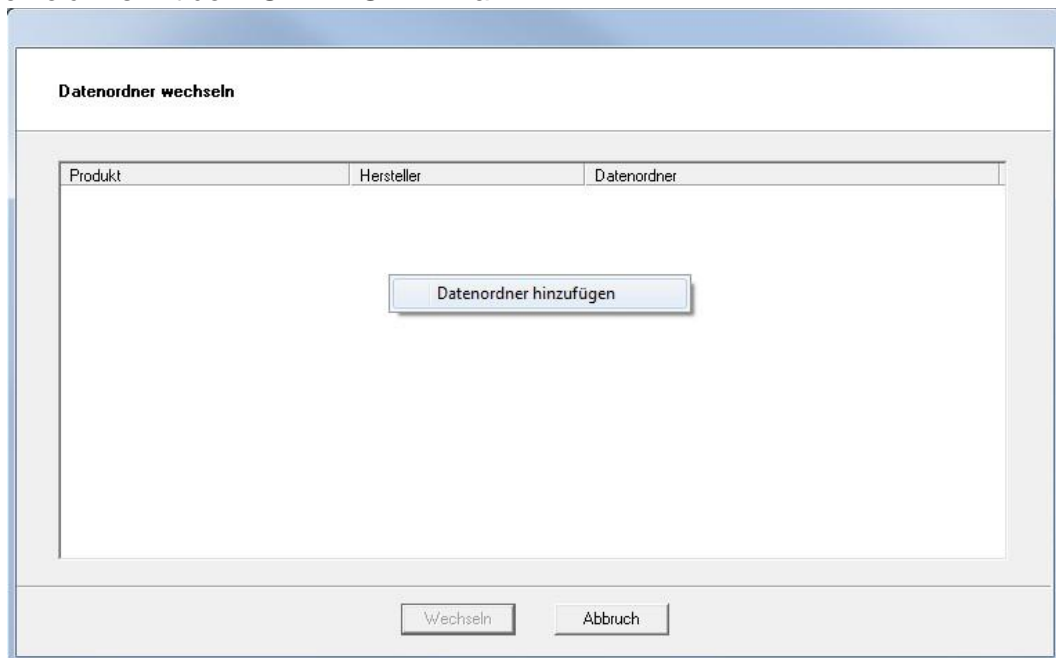 Datenordner wechseln
Produkt Hersteller Datenordner
Datenordner hinzufügen
Wechseln Abbruch